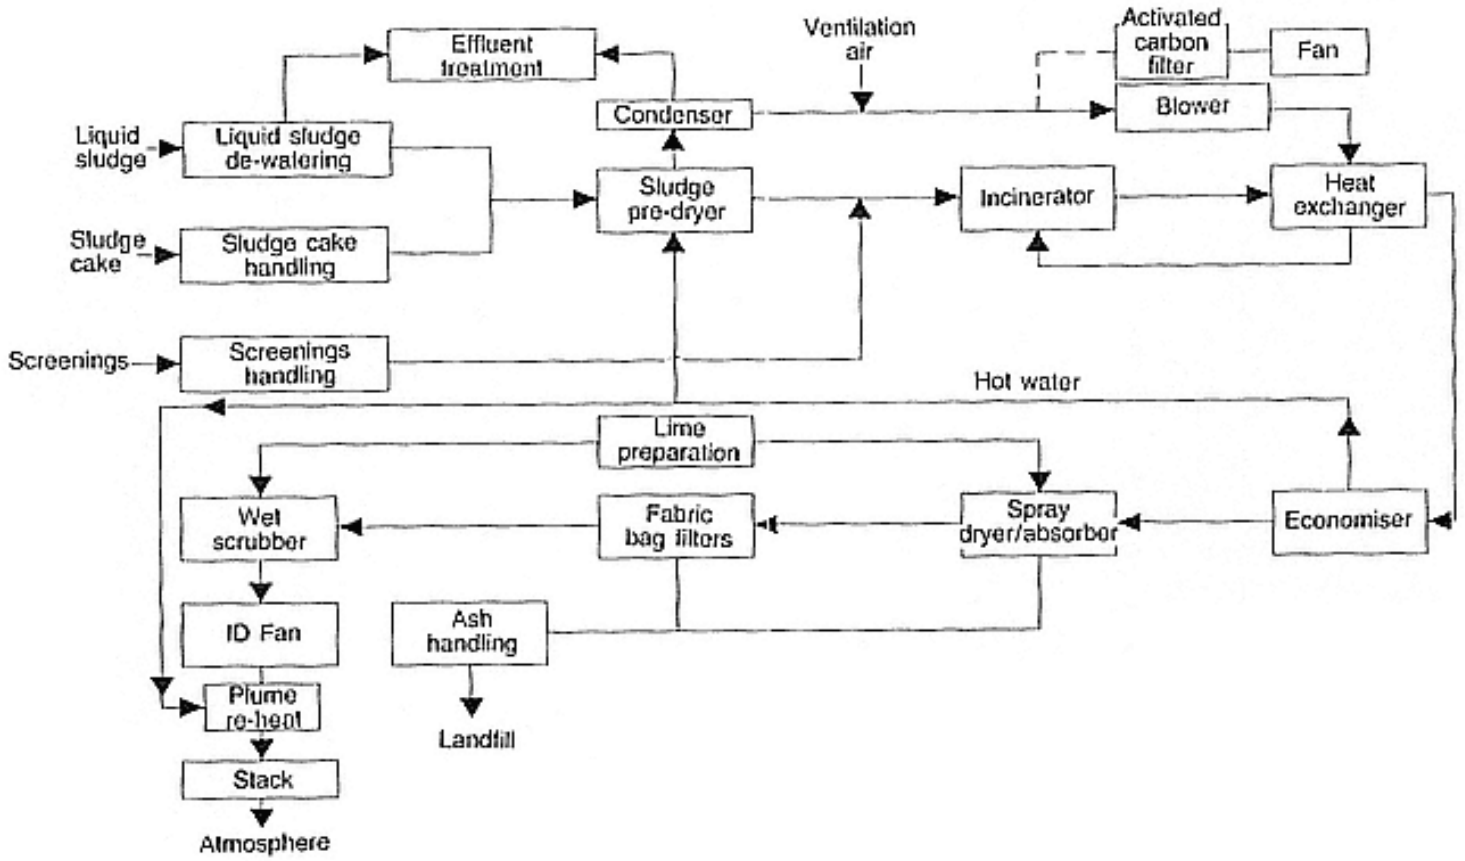 Activated
carbon
filter
Ventilation
air
Effluent
treatment
Fan
Blower
Condenser
Liquid
sludge
Liquid sludge
de-watering
Sludge
pre-dryer
Incinerator
Heat
exchanger
Sludge
cake
Sludge cake
handling
Screenings
Screenings
handling
Hot water
Lime
preparation
Wet
scrubber
Fabric
bag filters
Spray
dryer/absorber
Economiser
ID Fan
Ash
handling
Plume
re-heat
Landfill
Stack
Atmosphere